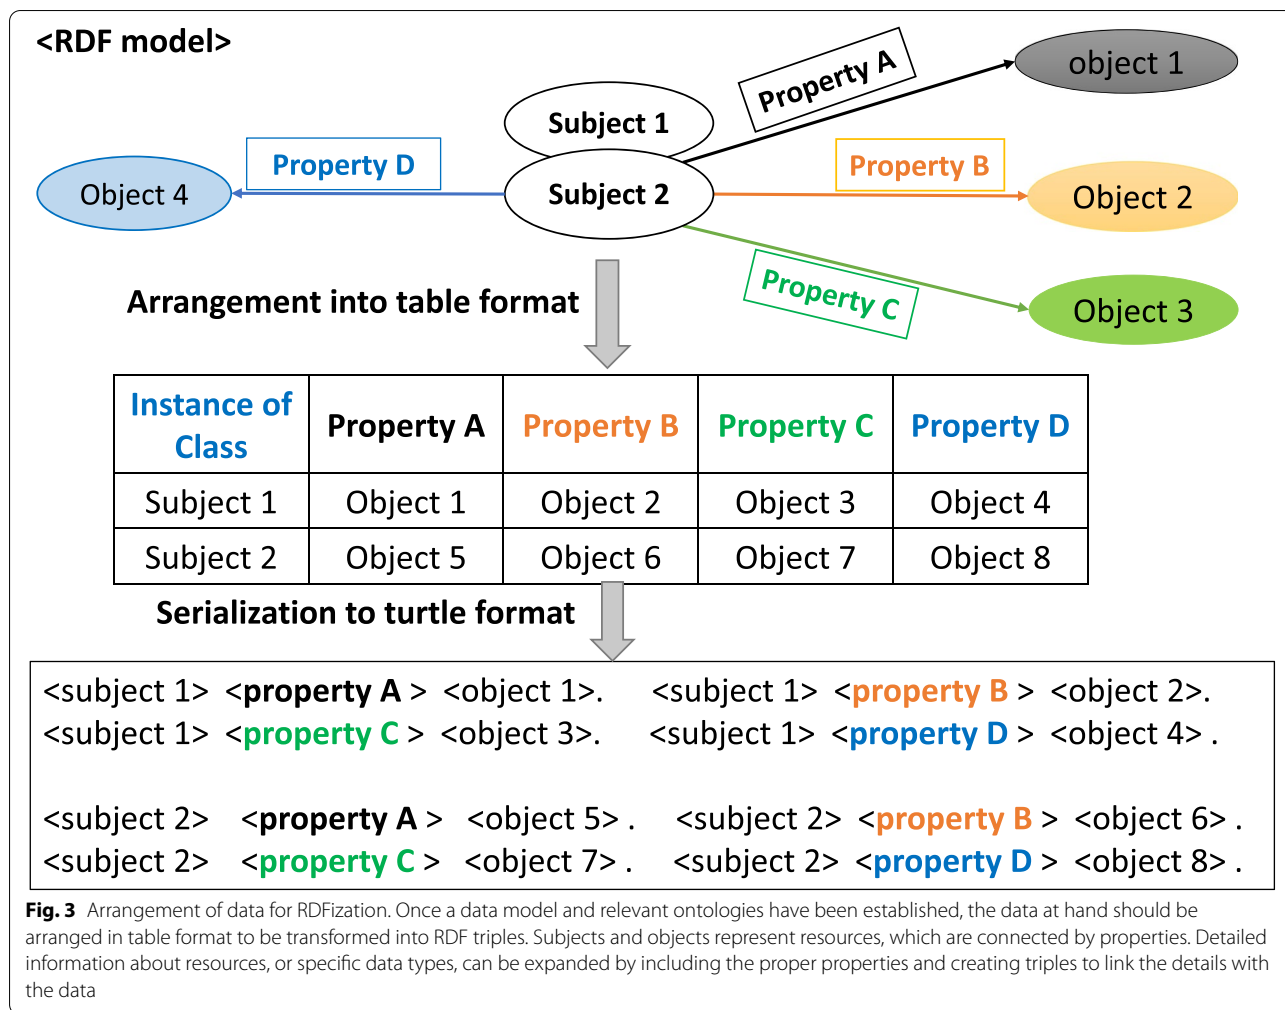 <RDF model>
Property A
object 1
Subject 1
Property D
Property B
Object 4
Subject 2
Object 2
Property C
Object 3
Arrangement into table format
Instance of Class Property A Property B Property C Property D
Subject 1 Object 1 Object 2 Object 3 Object 4
Subject 2 Object 5 Object 6 Object 7 Object 8
Serialization to turtle format
<subject 1> <property A > <object 1>. <subject 1> <property B > <object 2>.
<subject 1> <property C > <object 3>. <subject 1> <property D > <object 4> .
<subject 2> <property A > <object 5> . <subject 2> <property B > <object 6> .
<subject 2> <property C > <object 7> . <subject 2> <property D > <object 8> .
Fig. 3 Arrangement of data for RDFization. Once a data model and relevant ontologies have been established, the data at hand should be
arranged in table format to be transformed into RDF triples. Subjects and objects represent resources, which are connected by properties. Detailed
information about resources, or specific data types, can be expanded by including the proper properties and creating triples to link the details with
the data